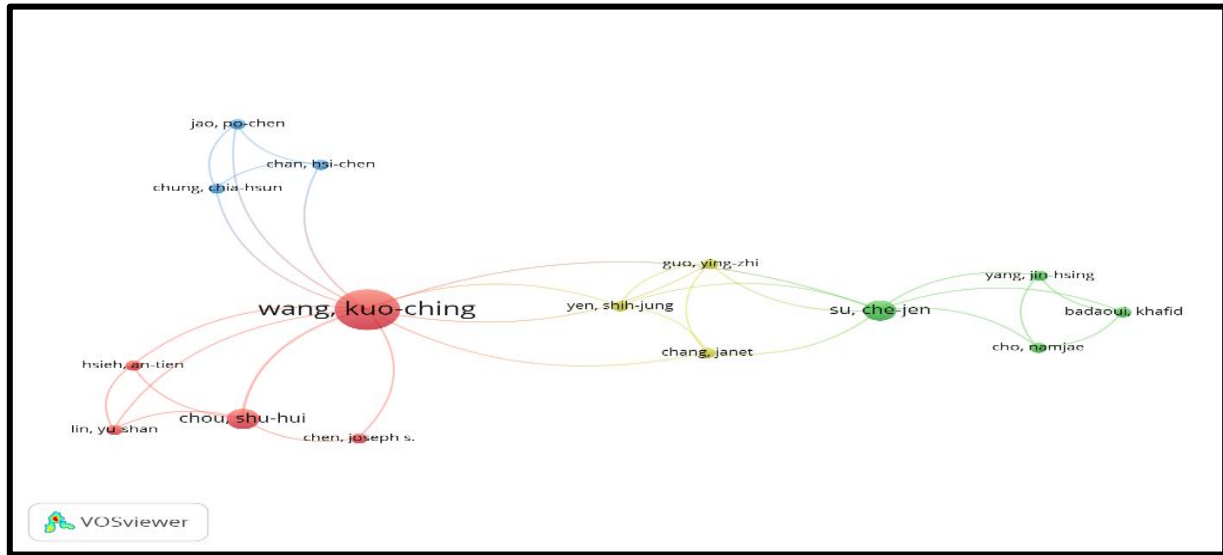 jao, po-chen
chan, hsi-chen
chung, chia-hsun
guo, ying-zhi
yang, jin-hsing
wang, kuo-ching
yen, shih-jung
su, che-jen
badaoui, khafid
cho, namjae
chang, janet
hsieh, an-tien
chou, shu-hui
lin, yu shan
chen, joseph s.
VOSviewer